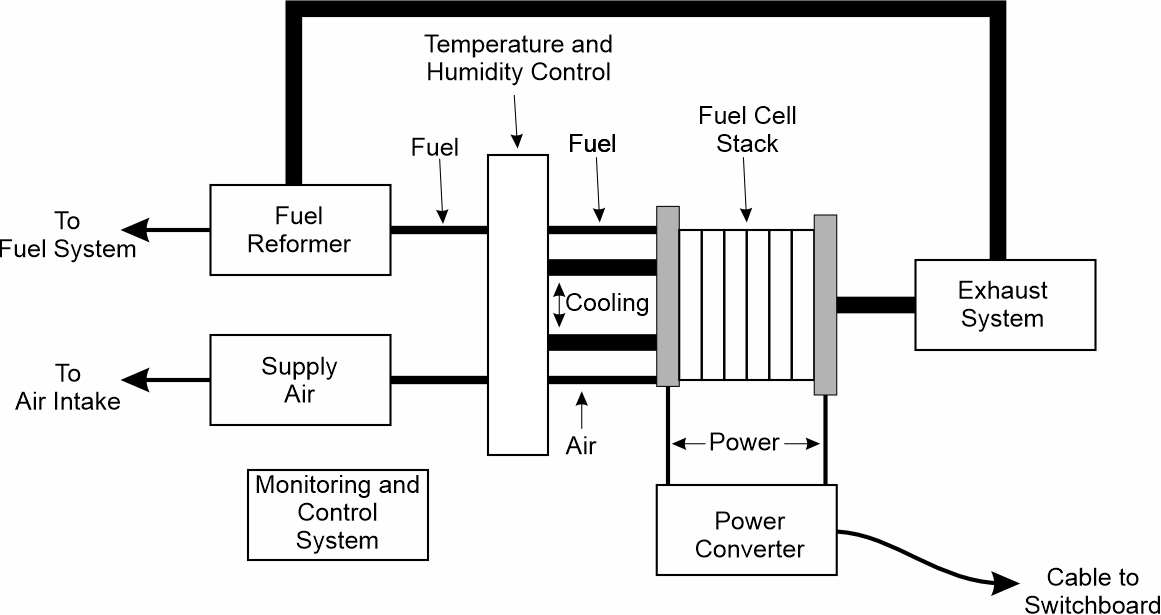 Temperature and
Humidity Control
Fuel Cell
Stack
Fuel
Fuel
To
Fuel System
Fuel
Reformer
Cooling
Exhaust
System
To
Air Intake
Supply
Air
Air
Power
Monitoring and
Control
System
Power
Converter
Cable to
Switchboard